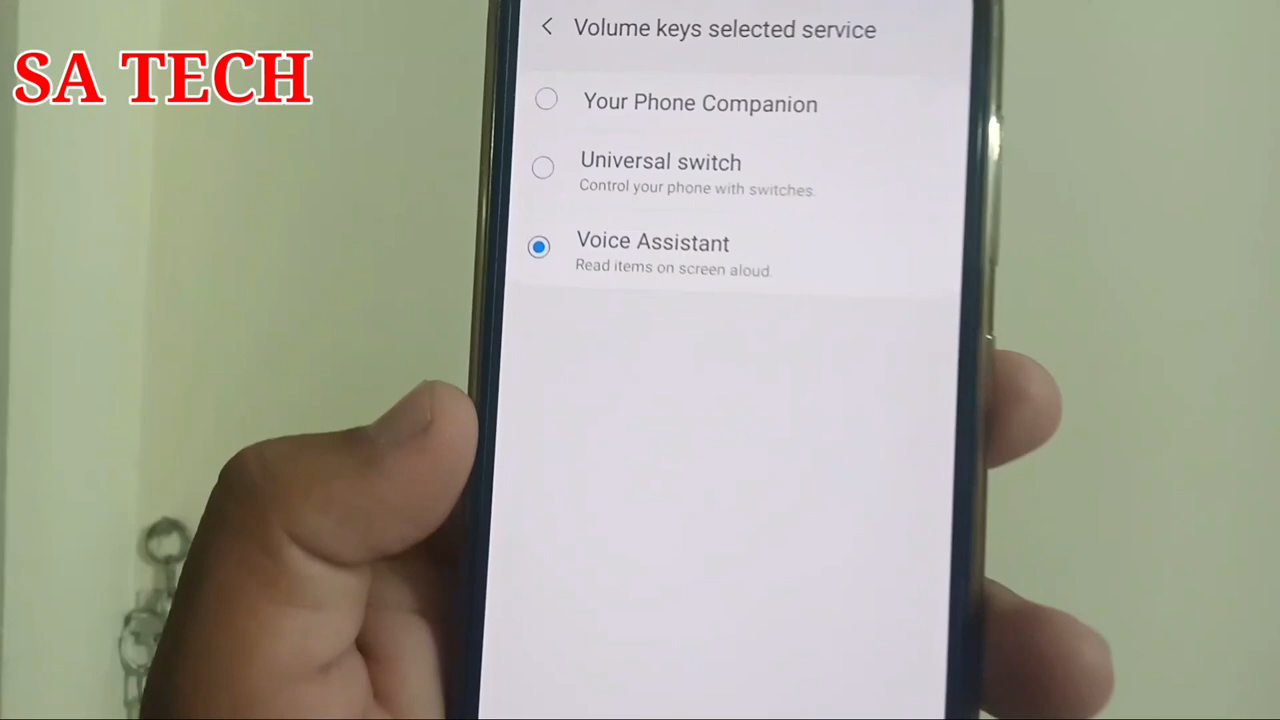 SA TECH
Volume keys selected service
Your Phone Companion
Universal switch
Control your phone with switches.
Voice Assistant
Read items on screen aloud.